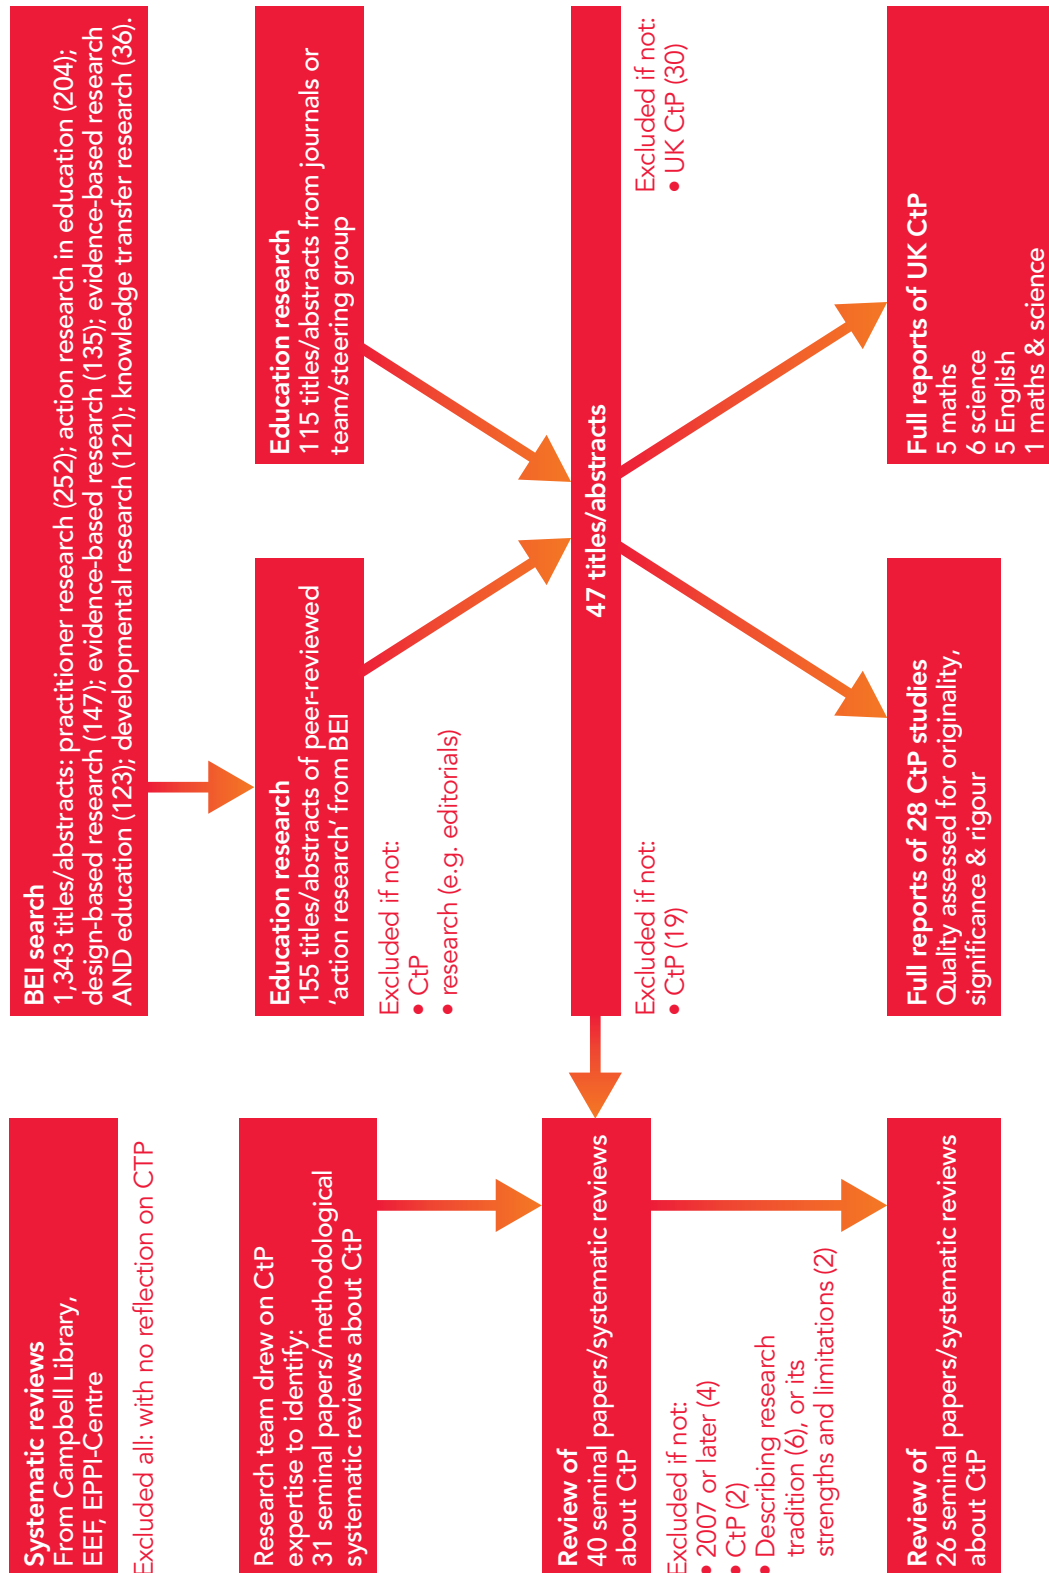 Systematic reviews
From Campbell Library,
EEF, EPPI-Centre
Excluded all: with no reflection on CTP
Research team drew on CtP
expertise to identify:
31 seminal papers/methodological
systematic reviews about CtP
Review of
40 seminal papers/systematic reviews
about CtP
Excluded if not:
• 2007 or later (4)
• CtP (2)
• Describing research
tradition (6), or its
strengths and limitations (2)
Review of
26 seminal papers/systematic reviews
about CtP
BEI search
1,343 titles/abstracts: practitioner research (252); action research in education (204);
design-based research (147); evidence-based research (135); evidence-based research
AND education (123); developmental research (121); knowledge transfer research (36).
Education research
155 titles/abstracts of peer-reviewed
'action research' from BEI
Excluded if not:
• CtP
• research (e.g. editorials)
Education research
115 titles/abstracts from journals or
team/steering group
47 titles/abstracts
Excluded if not:
• CtP (19)
Excluded if not:
• UK CtP (30)
Full reports of 28 CtP studies
Quality assessed for originality,
significance & rigour
Full reports of UK CtP
5 maths
6 science
5 English
1 maths & science